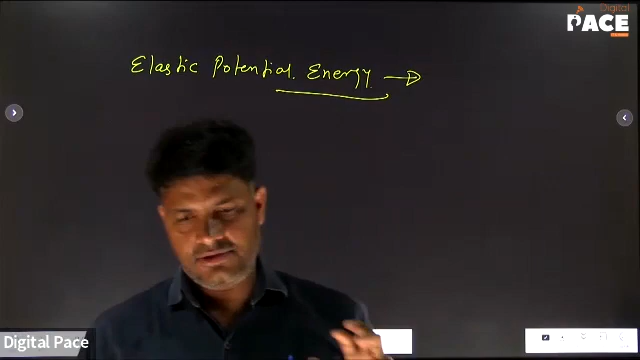 Digital
PACE
Elastic Potential Energy →
Digital Pace